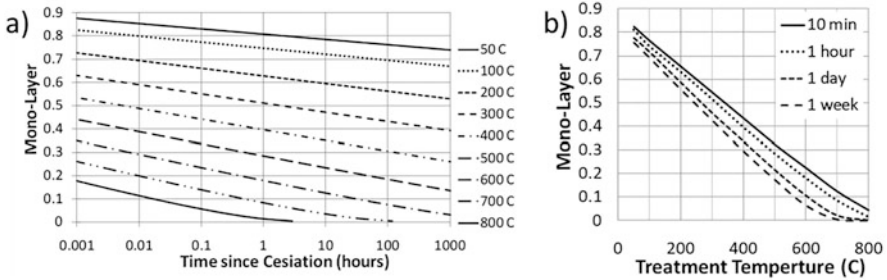 a)
Mono-Layer
0.9
0.8
0.7
0.6
0.5
0.4
0.3
0.2
0.1
0
0.001 0.01 0.1 1 10 100 1000
Time since Cesiation (hours)
50 C
100 C
200 C
300 C
400 C
500 C
600 C
700 C
800 C
b)
Mono-Layer
0.9
0.8
0.7
0.6
0.5
0.4
0.3
0.2
0.1
0
0 200 400 600 800
Treatment Temperture (C)
10 min
1 hour
1 day
1 week